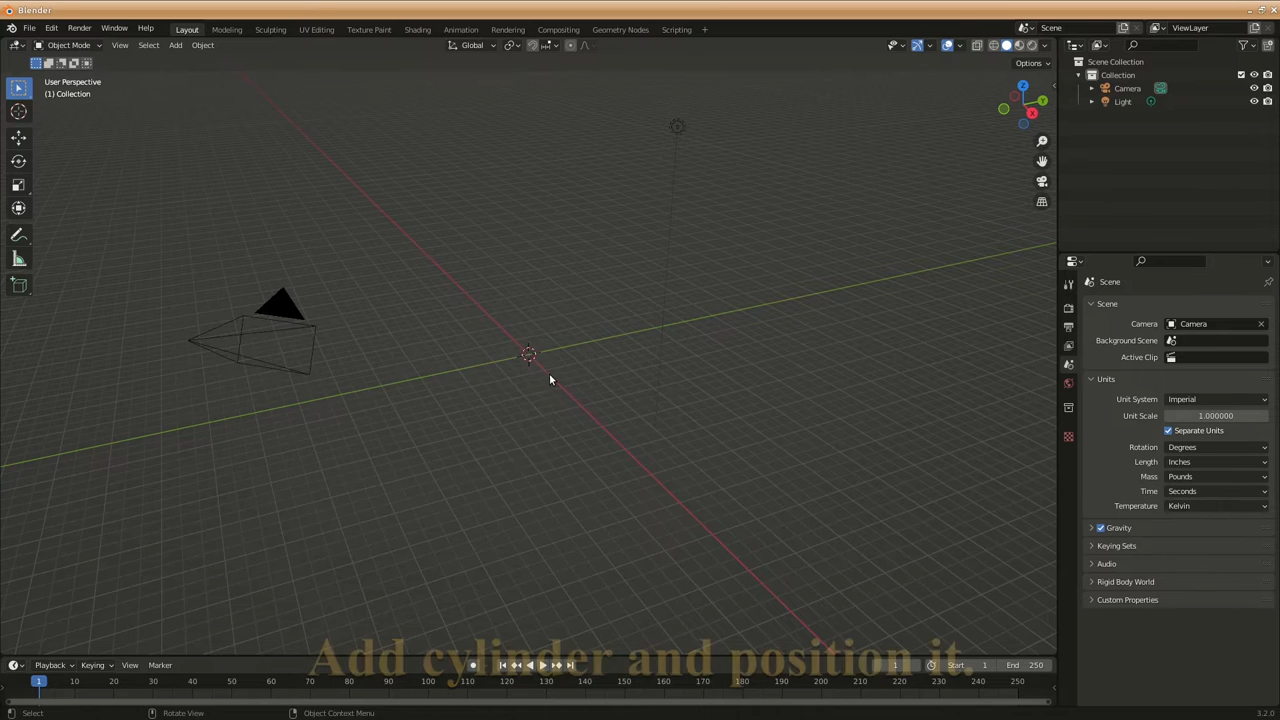 Blender
File Edit Render Window Help Layout Modeling Sculpting UV Editing Texture Paint Shading Animation Rendering Compositing Geometry Nodes Scripting + Scene ViewLayer
Object Mode View Select Add Object Global
Options
User Perspective
(1) Collection
Z
Y
X
Scene Collection
Collection
Camera
Light
Scene
Scene
Camera Camera
Background Scene
Active Clip
Units
Unit System Imperial
Unit Scale 1.000000
Separate Units
Rotation Degrees
Length Inches
Mass Pounds
Time Seconds
Temperature Kelvin
Gravity
Keying Sets
Audio
Rigid Body World
Custom Properties
Add cylinder and position it.
Playback Keying View Marker 1 Start 1 End 250
1 10 20 30 40 50 60 70 80 90 100 110 120 130 140 150 160 170 180 190 200 210 220 230 240 250
Select Rotate View Object Context Menu 3.2.0